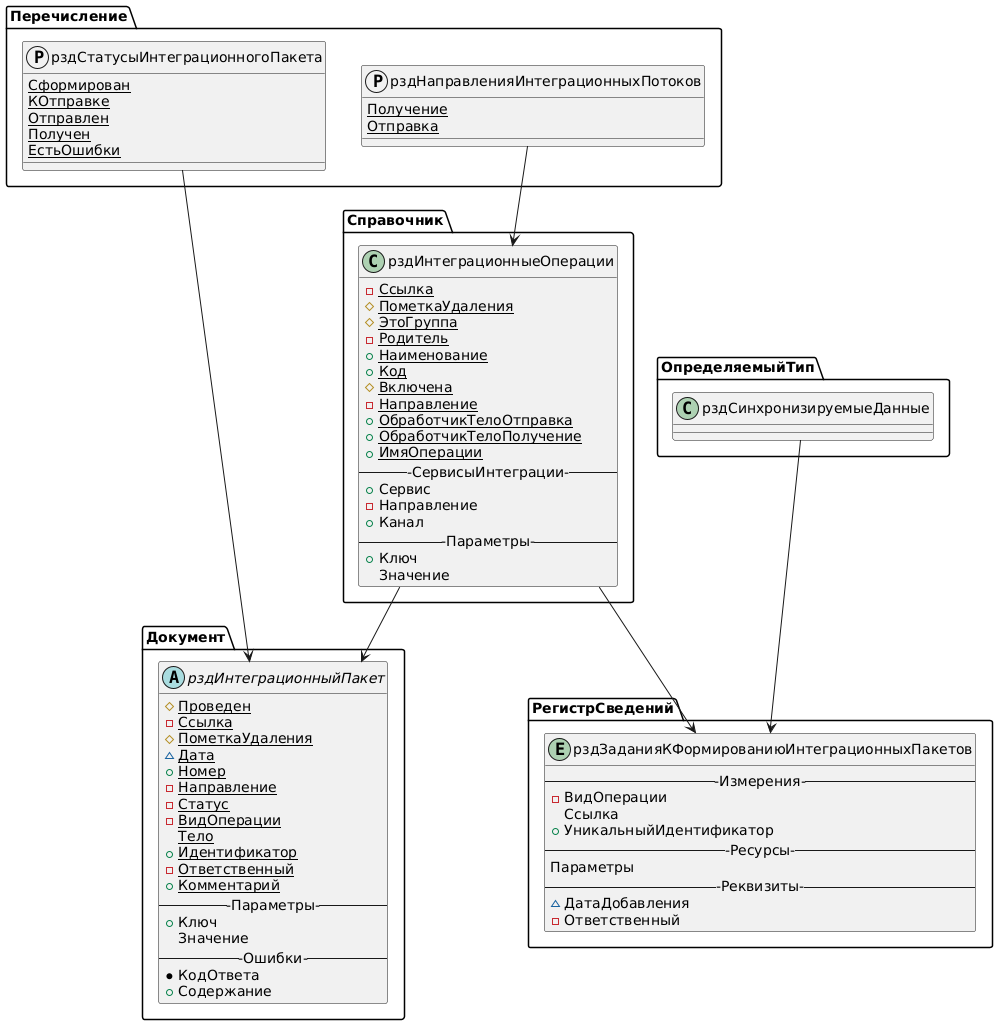 Перечисление
P рздСтатусыИнтеграционногоПакета
Сформирован
КОтправке
Отправлен
Получен
ЕстьОшибки
P рздНаправленияИнтеграционныхПотоков
Получение
Отправка
Справочник
C рздИнтеграционныеОперации
Ссылка
ПометкаУдаления
ЭтоГруппа
Родитель
Наименование
Код
Включена
Направление
ОбработчикТелоОтправка
ОбработчикТелоПолучение
ИмяОперации
-СервисыИнтеграции-
Сервис
Направление
Канал
-Параметры-
Ключ
Значение
ОпределяемыйТип
C рздСинхронизируемыеДанные
Документ
A рздИнтеграционныйПакет
Проведен
Ссылка
ПометкаУдаления
Дата
Номер
Направление
Статус
ВидОперации
Тело
Идентификатор
Ответственный
Комментарий
-Параметры-
Ключ
Значение
-Ошибки-
КодОтвета
Содержание
РегистрСведений
E рздЗаданияКФормированиюИнтеграционныхПакетов
-Измерения-
ВидОперации
Ссылка
УникальныйИдентификатор
-Ресурсы-
Параметры
-Реквизиты-
ДатаДобавления
Ответственный